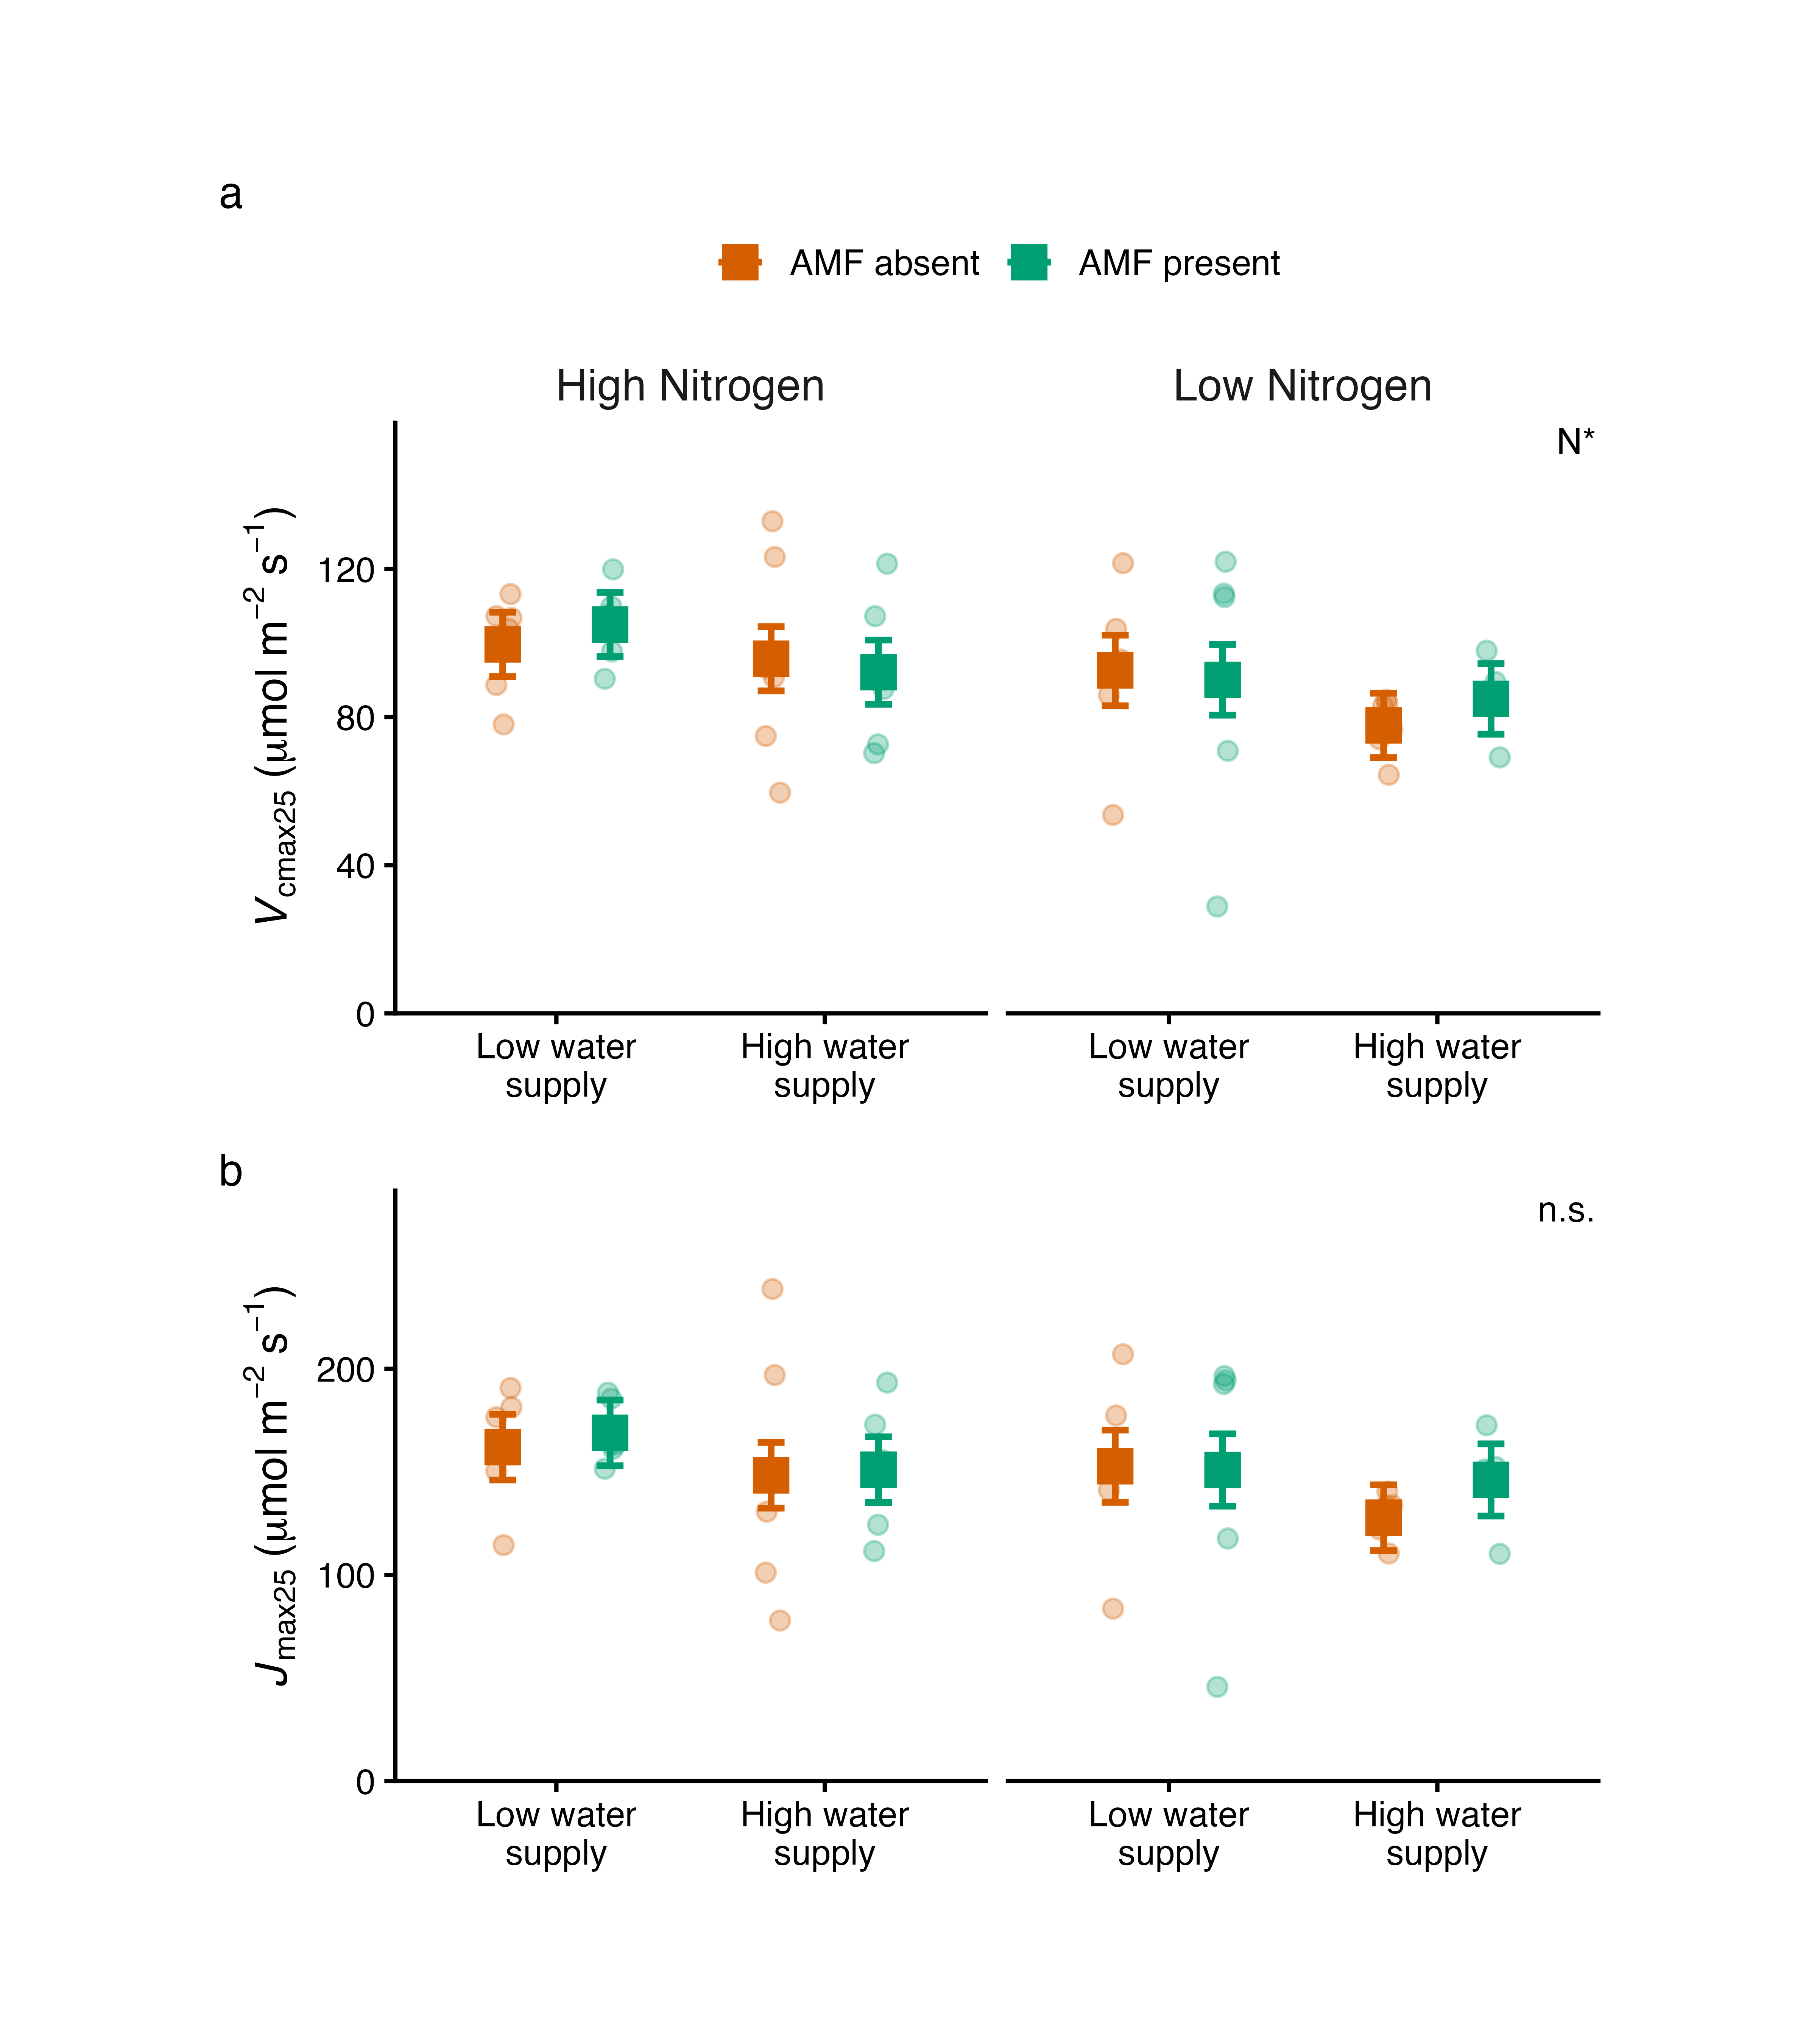 a
AMF absent AMF present
High Nitrogen Low Nitrogen
N*
Vcmax25 (μmol m−2 s−1)
120
80
40
0
Low water supply
High water supply
Low water supply
High water supply
b
n.s.
Jmax25 (μmol m−2 s−1)
200
100
0
Low water supply
High water supply
Low water supply
High water supply